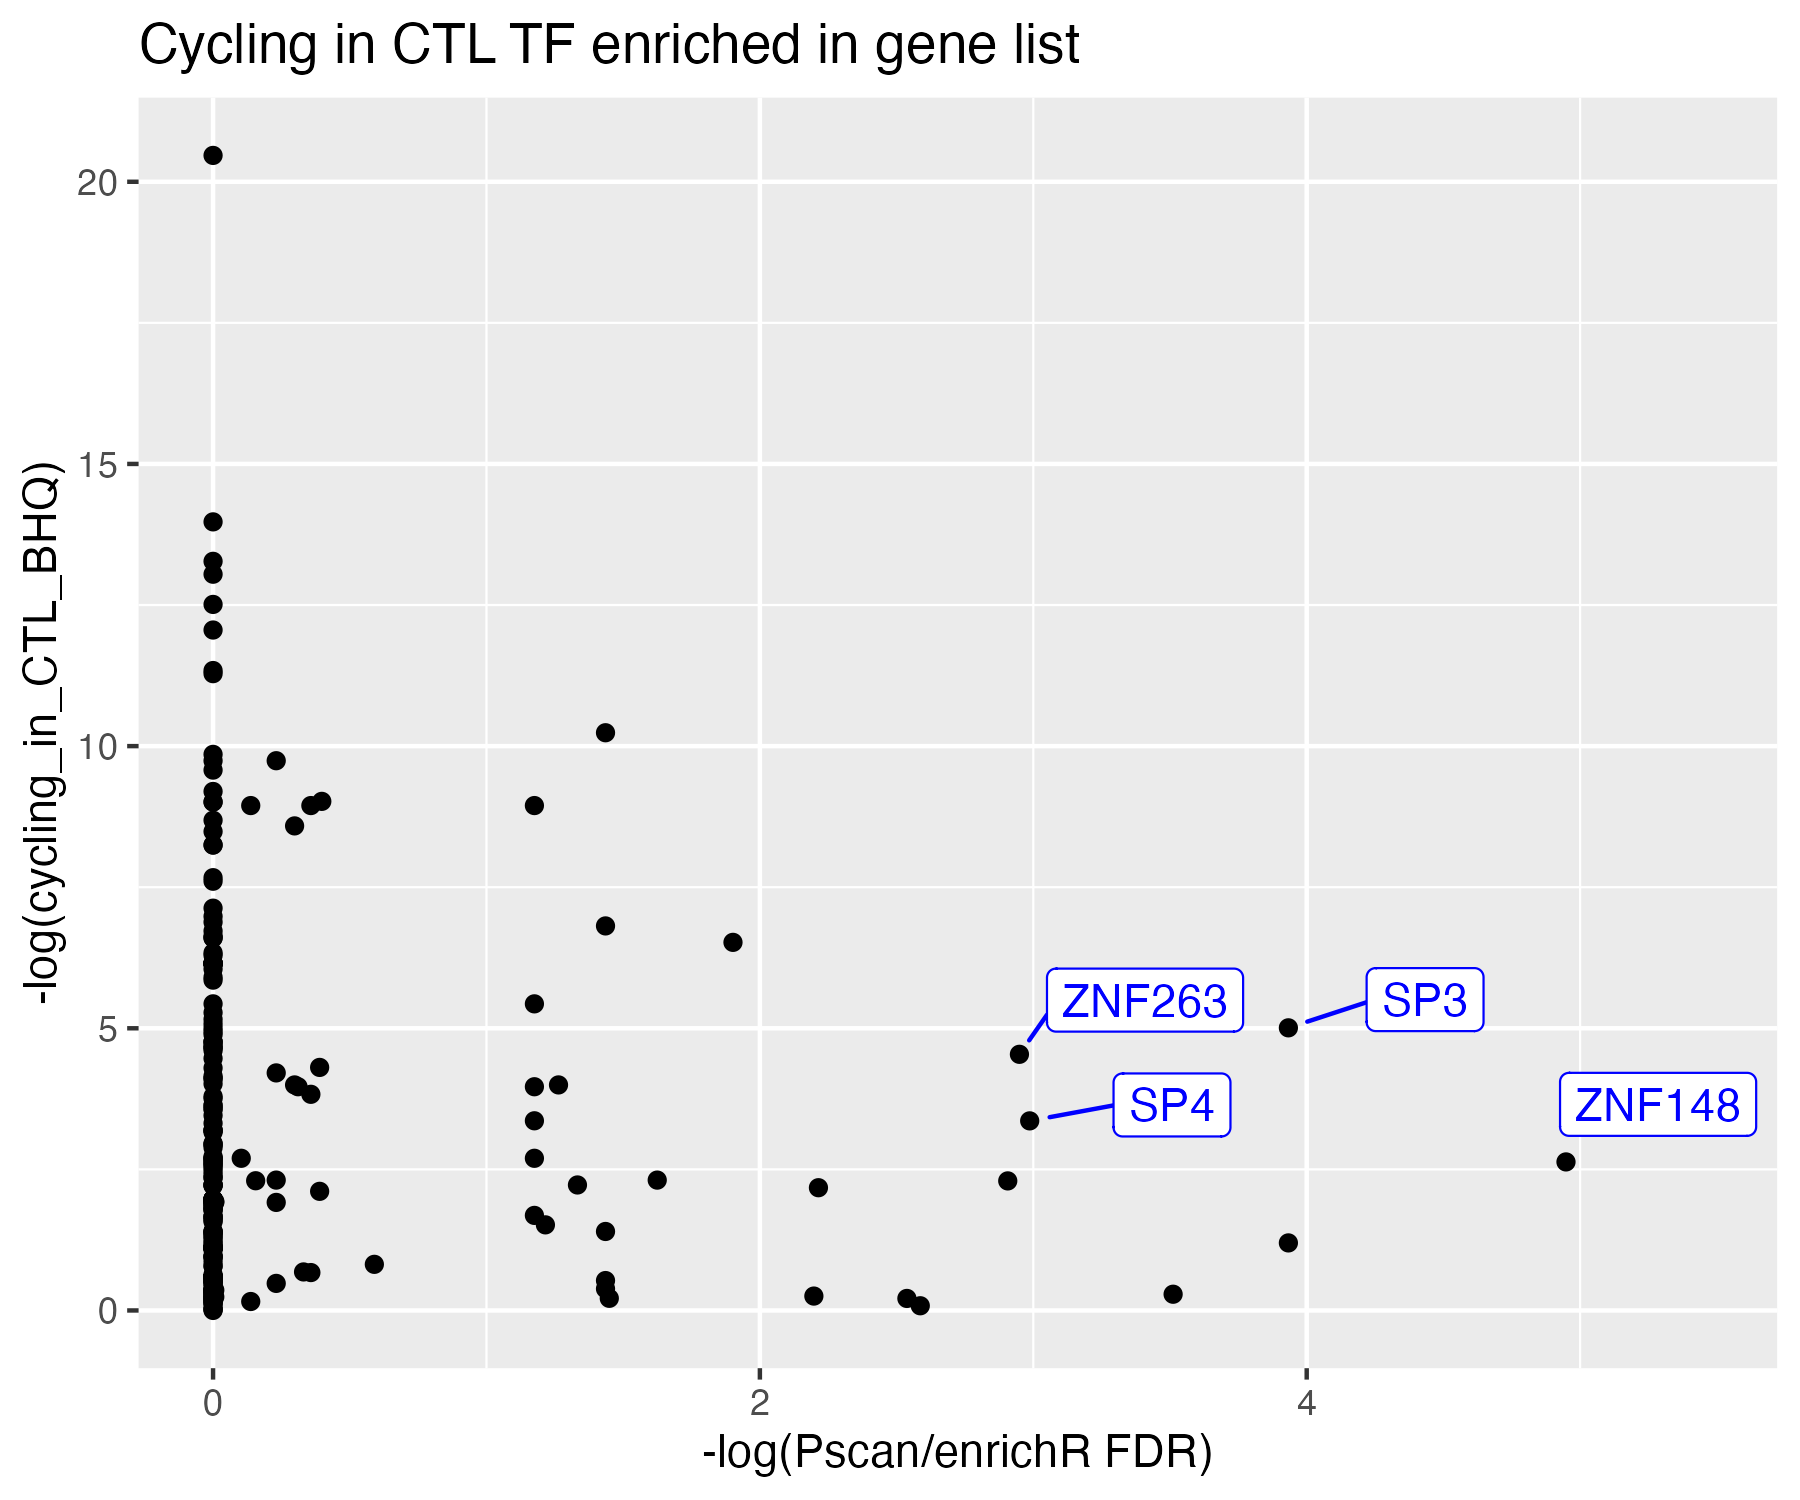 Cycling in CTL TF enriched in gene list
-log(cycling_in_CTL_BHQ)
20
15
10
5
0
ZNF263
SP3
SP4
ZNF148
0
2
4
-log(Pscan/enrichR FDR)